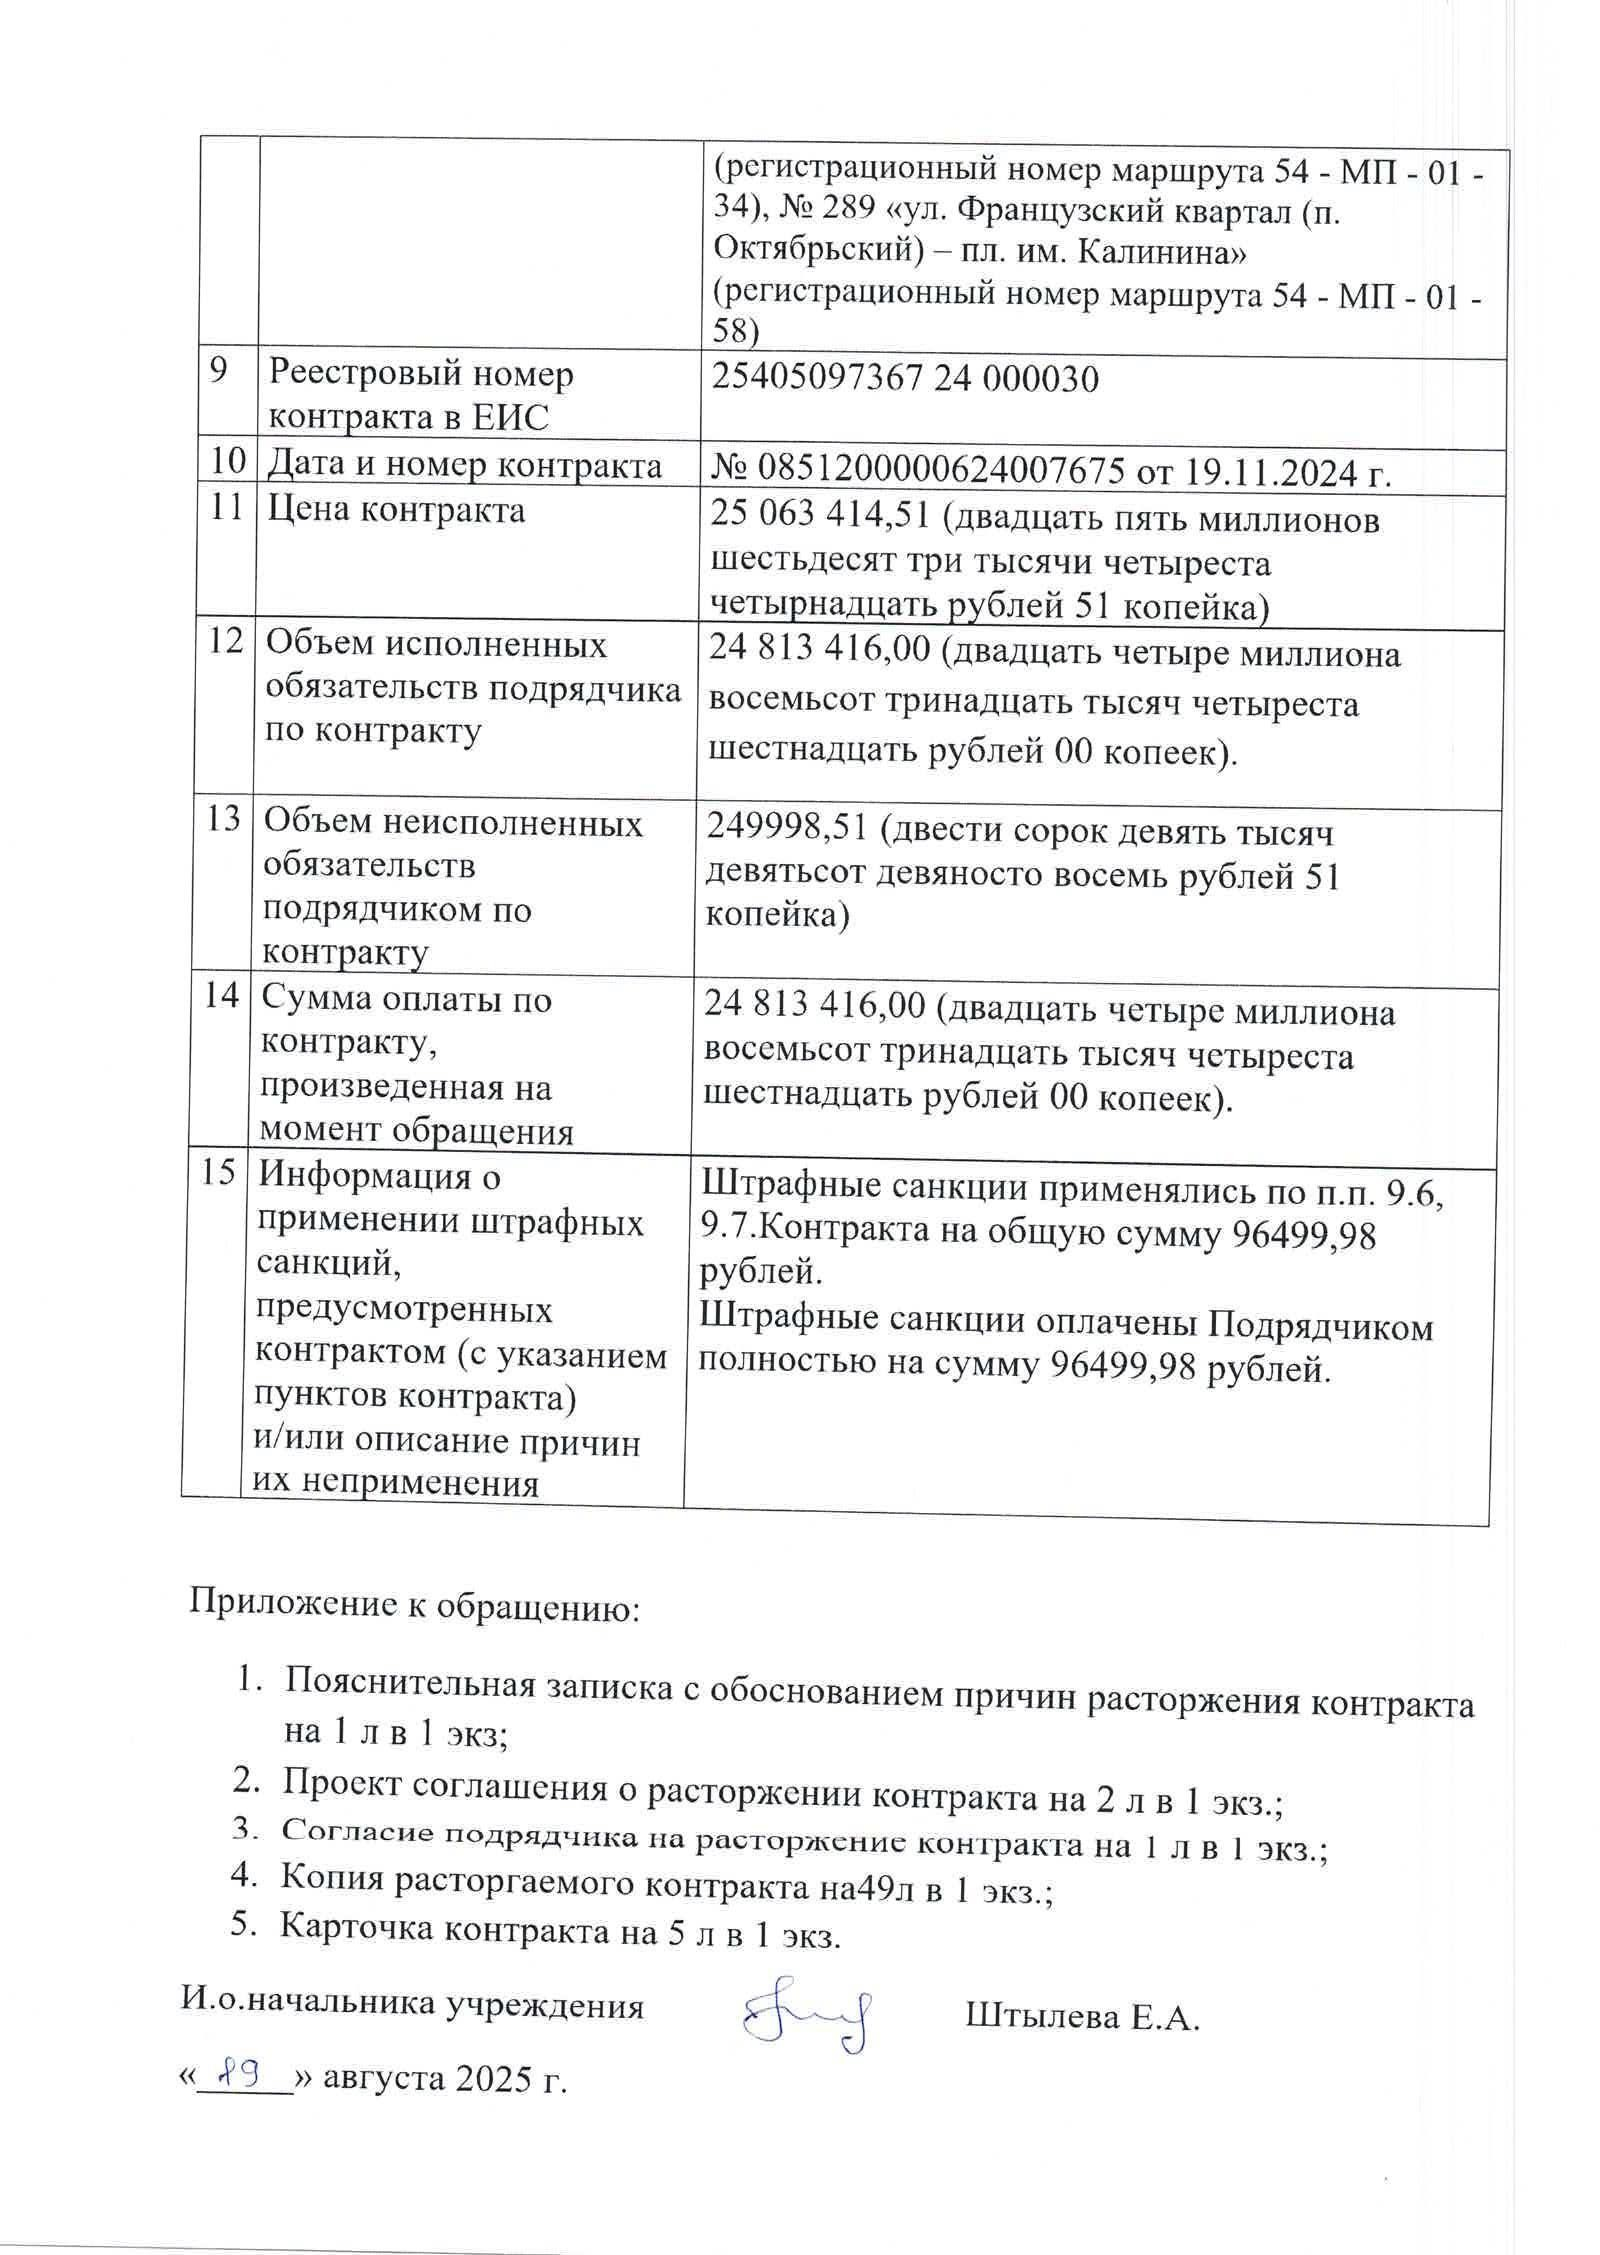 (регистрационный номер маршрута 54 - МП - 01 -
34), № 289 «ул. Французский квартал (п.
Октябрьский) – пл. им. Калинина»
(регистрационный номер маршрута 54 - МП - 01 -
58)
9 Реестровый номер
контракта в ЕИС
25405097367 24 000030
10 Дата и номер контракта
№ 0851200000624007675 от 19.11.2024 г.
11 Цена контракта
25 063 414,51 (двадцать пять миллионов
шестьдесят три тысячи четыреста
четырнадцать рублей 51 копейка)
12 Объем исполненных
обязательств подрядчика
по контракту
24 813 416,00 (двадцать четыре миллиона
восемьсот тринадцать тысяч четыреста
шестнадцать рублей 00 копеек).
13 Объем неисполненных
обязательств
подрядчиком по
контракту
249998,51 (двести сорок девять тысяч
девятьсот девяносто восемь рублей 51
копейка)
14 Сумма оплаты по
контракту,
произведенная на
момент обращения
24 813 416,00 (двадцать четыре миллиона
восемьсот тринадцать тысяч четыреста
шестнадцать рублей 00 копеек).
15 Информация о
применении штрафных
санкций,
предусмотренных
контрактом (с указанием
пунктов контракта)
и/или описание причин
их неприменения
Штрафные санкции применялись по п.п. 9.6,
9.7.Контракта на общую сумму 96499,98
рублей.
Штрафные санкции оплачены Подрядчиком
полностью на сумму 96499,98 рублей.
Приложение к обращению:
1. Пояснительная записка с обоснованием причин расторжения контракта
на 1 л в 1 экз;
2. Проект соглашения о расторжении контракта на 2 л в 1 экз.;
3. Согласие подрядчика на расторжение контракта на 1 л в 1 экз.;
4. Копия расторгаемого контракта на49л в 1 экз.;
5. Карточка контракта на 5 л в 1 экз.
И.о.начальника учреждения Штылева Е.А.
«19» августа 2025 г.